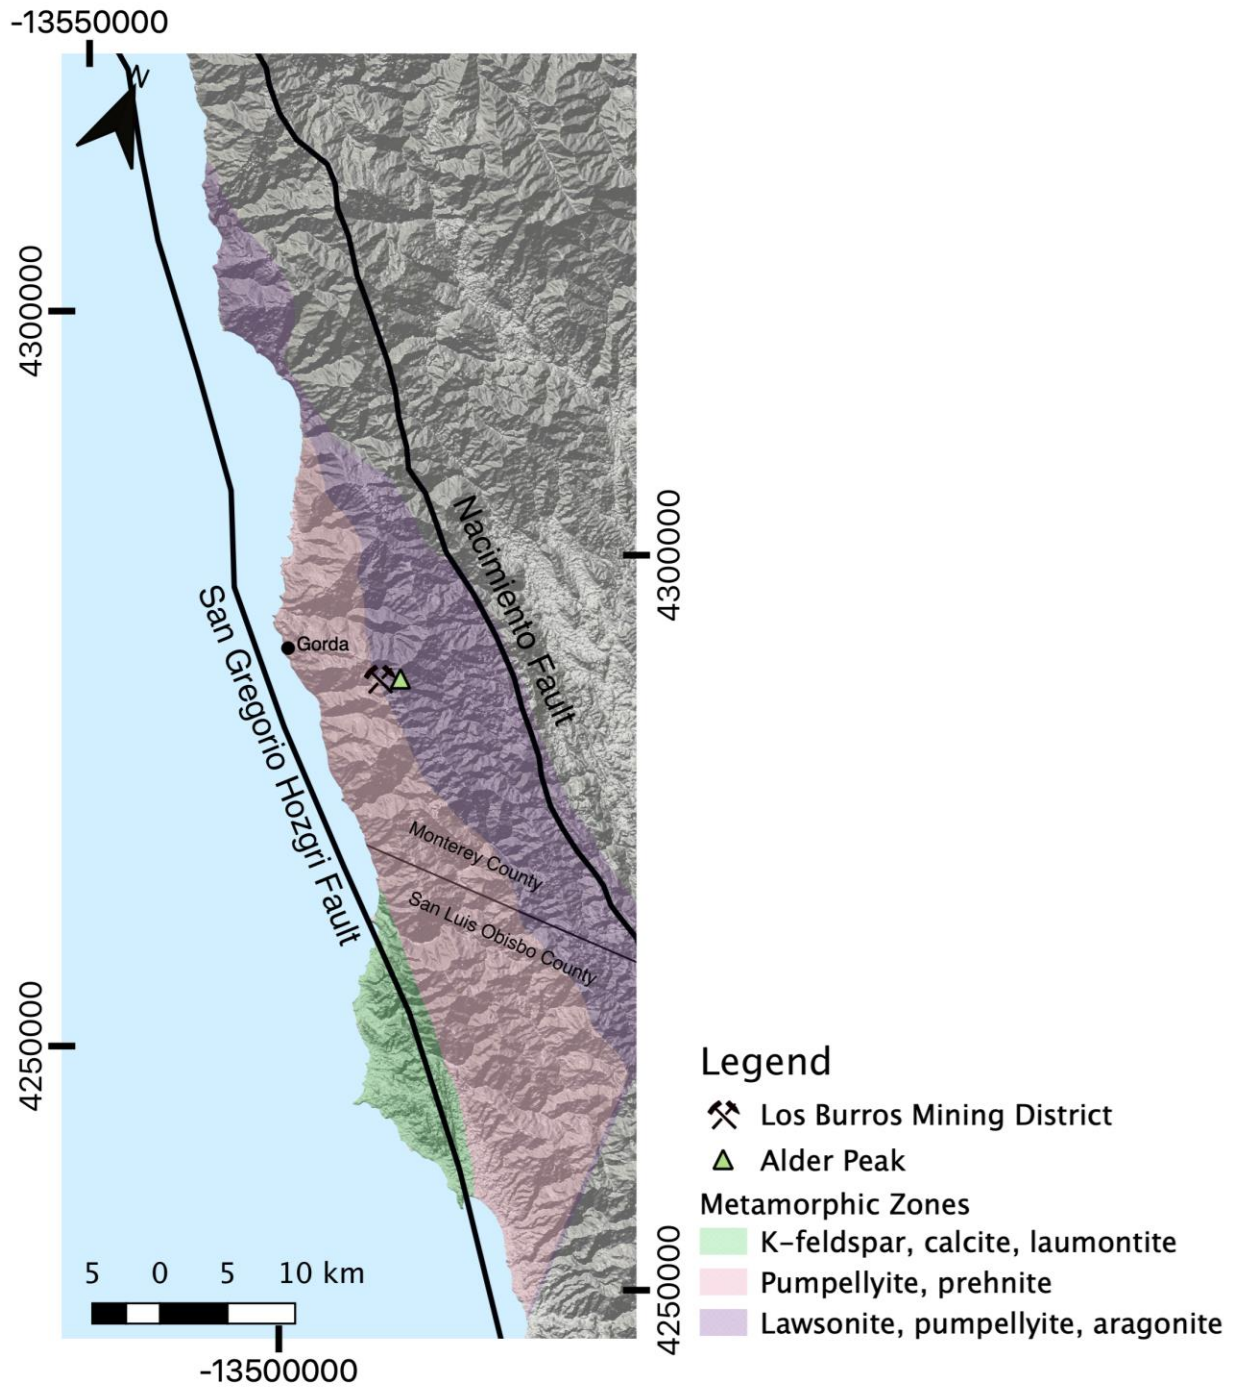 -13550000
N
4300000
4300000
Nacimiento Fault
San Gregorio Hozgri Fault
Gorda
Monterey County
San Luis Obisbo County
4250000
4250000
Legend
Los Burros Mining District
Alder Peak
Metamorphic Zones
K-feldspar, calcite, laumontite
Pumpellyite, prehnite
Lawsonite, pumpellyite, aragonite
5 0 5 10 km
-13500000